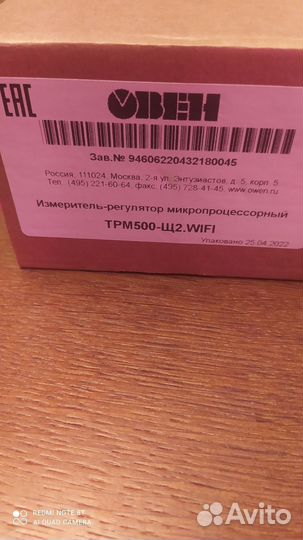 EAC
ОВЕН
Зав.№ 94606220432180045
Россия, 111024, Москва, 2-я ул. Энтузиастов, д. 5, корп. 5
Тел. (495) 221-60-64, факс. (495) 728-41-45, www.owen.ru
Измеритель-регулятор микропроцессорный
ТРМ500-Щ2.WIFI
Упаковано 25.04.2022
REDMI NOTE 8T
AI QUAD CAMERA
Avito